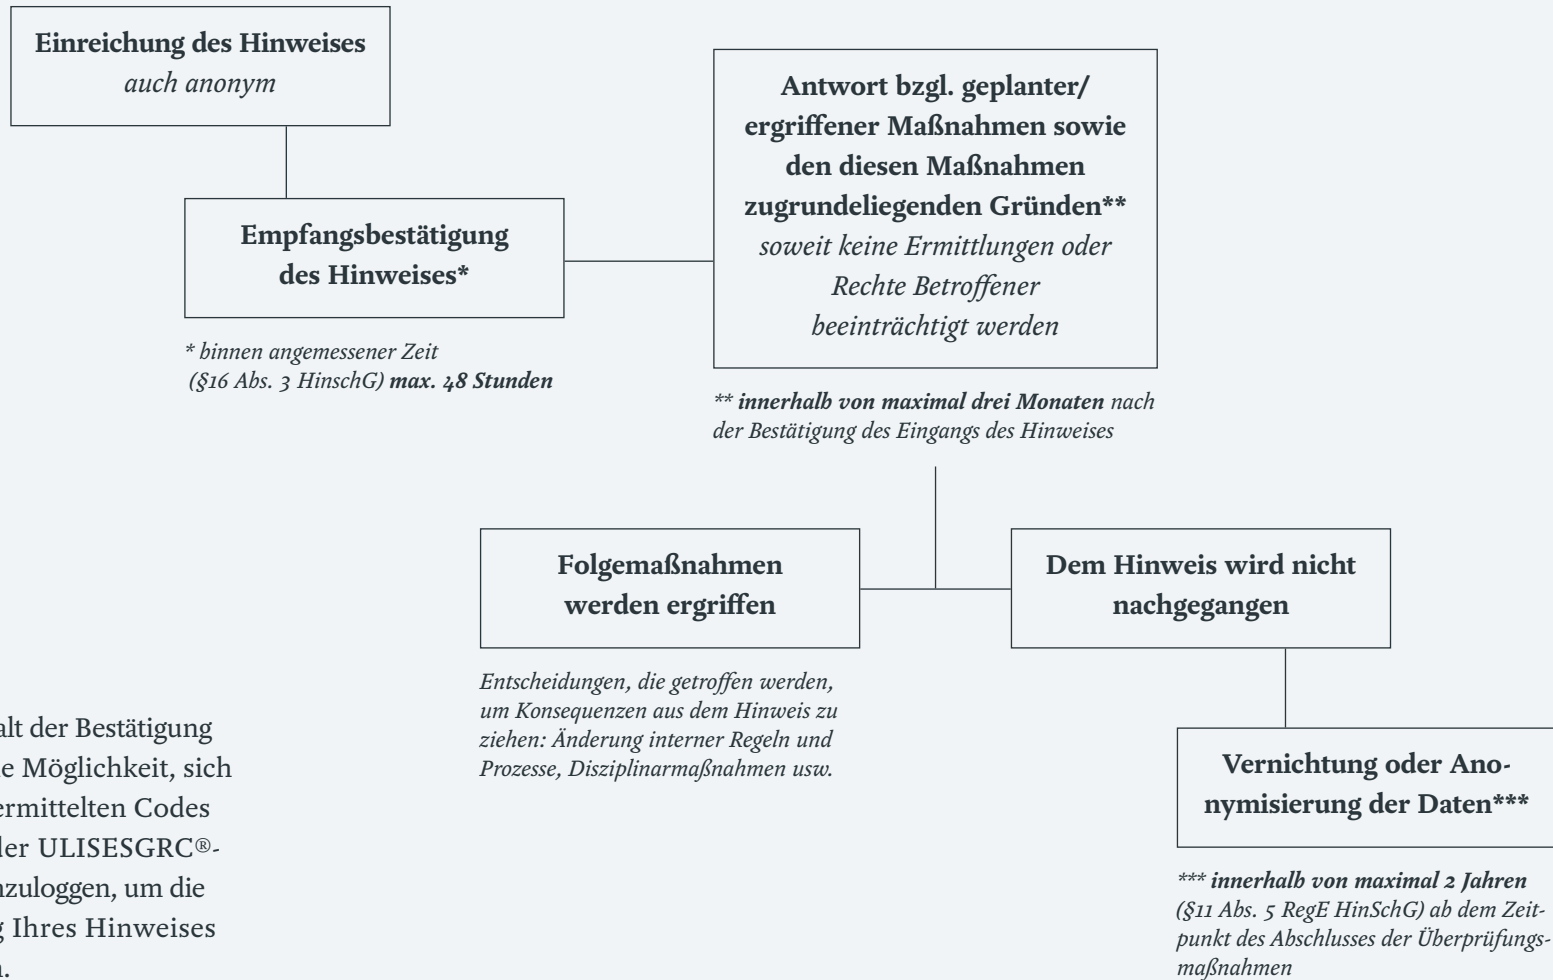 Einreichung des Hinweises
auch anonym
Empfangsbestätigung
des Hinweises*
* binnen angemessener Zeit
(§16 Abs. 3 HinschG) max. 48 Stunden
Antwort bzgl. geplanter/
ergriffener Maßnahmen sowie
den diesen Maßnahmen
zugrundeliegenden Gründen**
soweit keine Ermittlungen oder
Rechte Betroffener
beeinträchtigt werden
** innerhalb von maximal drei Monaten nach
der Bestätigung des Eingangs des Hinweises
Folgemaßnahmen
werden ergriffen
Entscheidungen, die getroffen werden,
um Konsequenzen aus dem Hinweis zu
ziehen: Änderung interner Regeln und
Prozesse, Disziplinarmaßnahmen usw.
Dem Hinweis wird nicht
nachgegangen
Vernichtung oder Ano-
nymisierung der Daten***
*** innerhalb von maximal 2 Jahren
(§11 Abs. 5 RegE HinSchG) ab dem Zeit-
punkt des Abschlusses der Überprüfungs-
maßnahmen
der Bestätigung
Möglichkeit, sich
Codes
ULISESGRC®-
um die
Ihres Hinweises